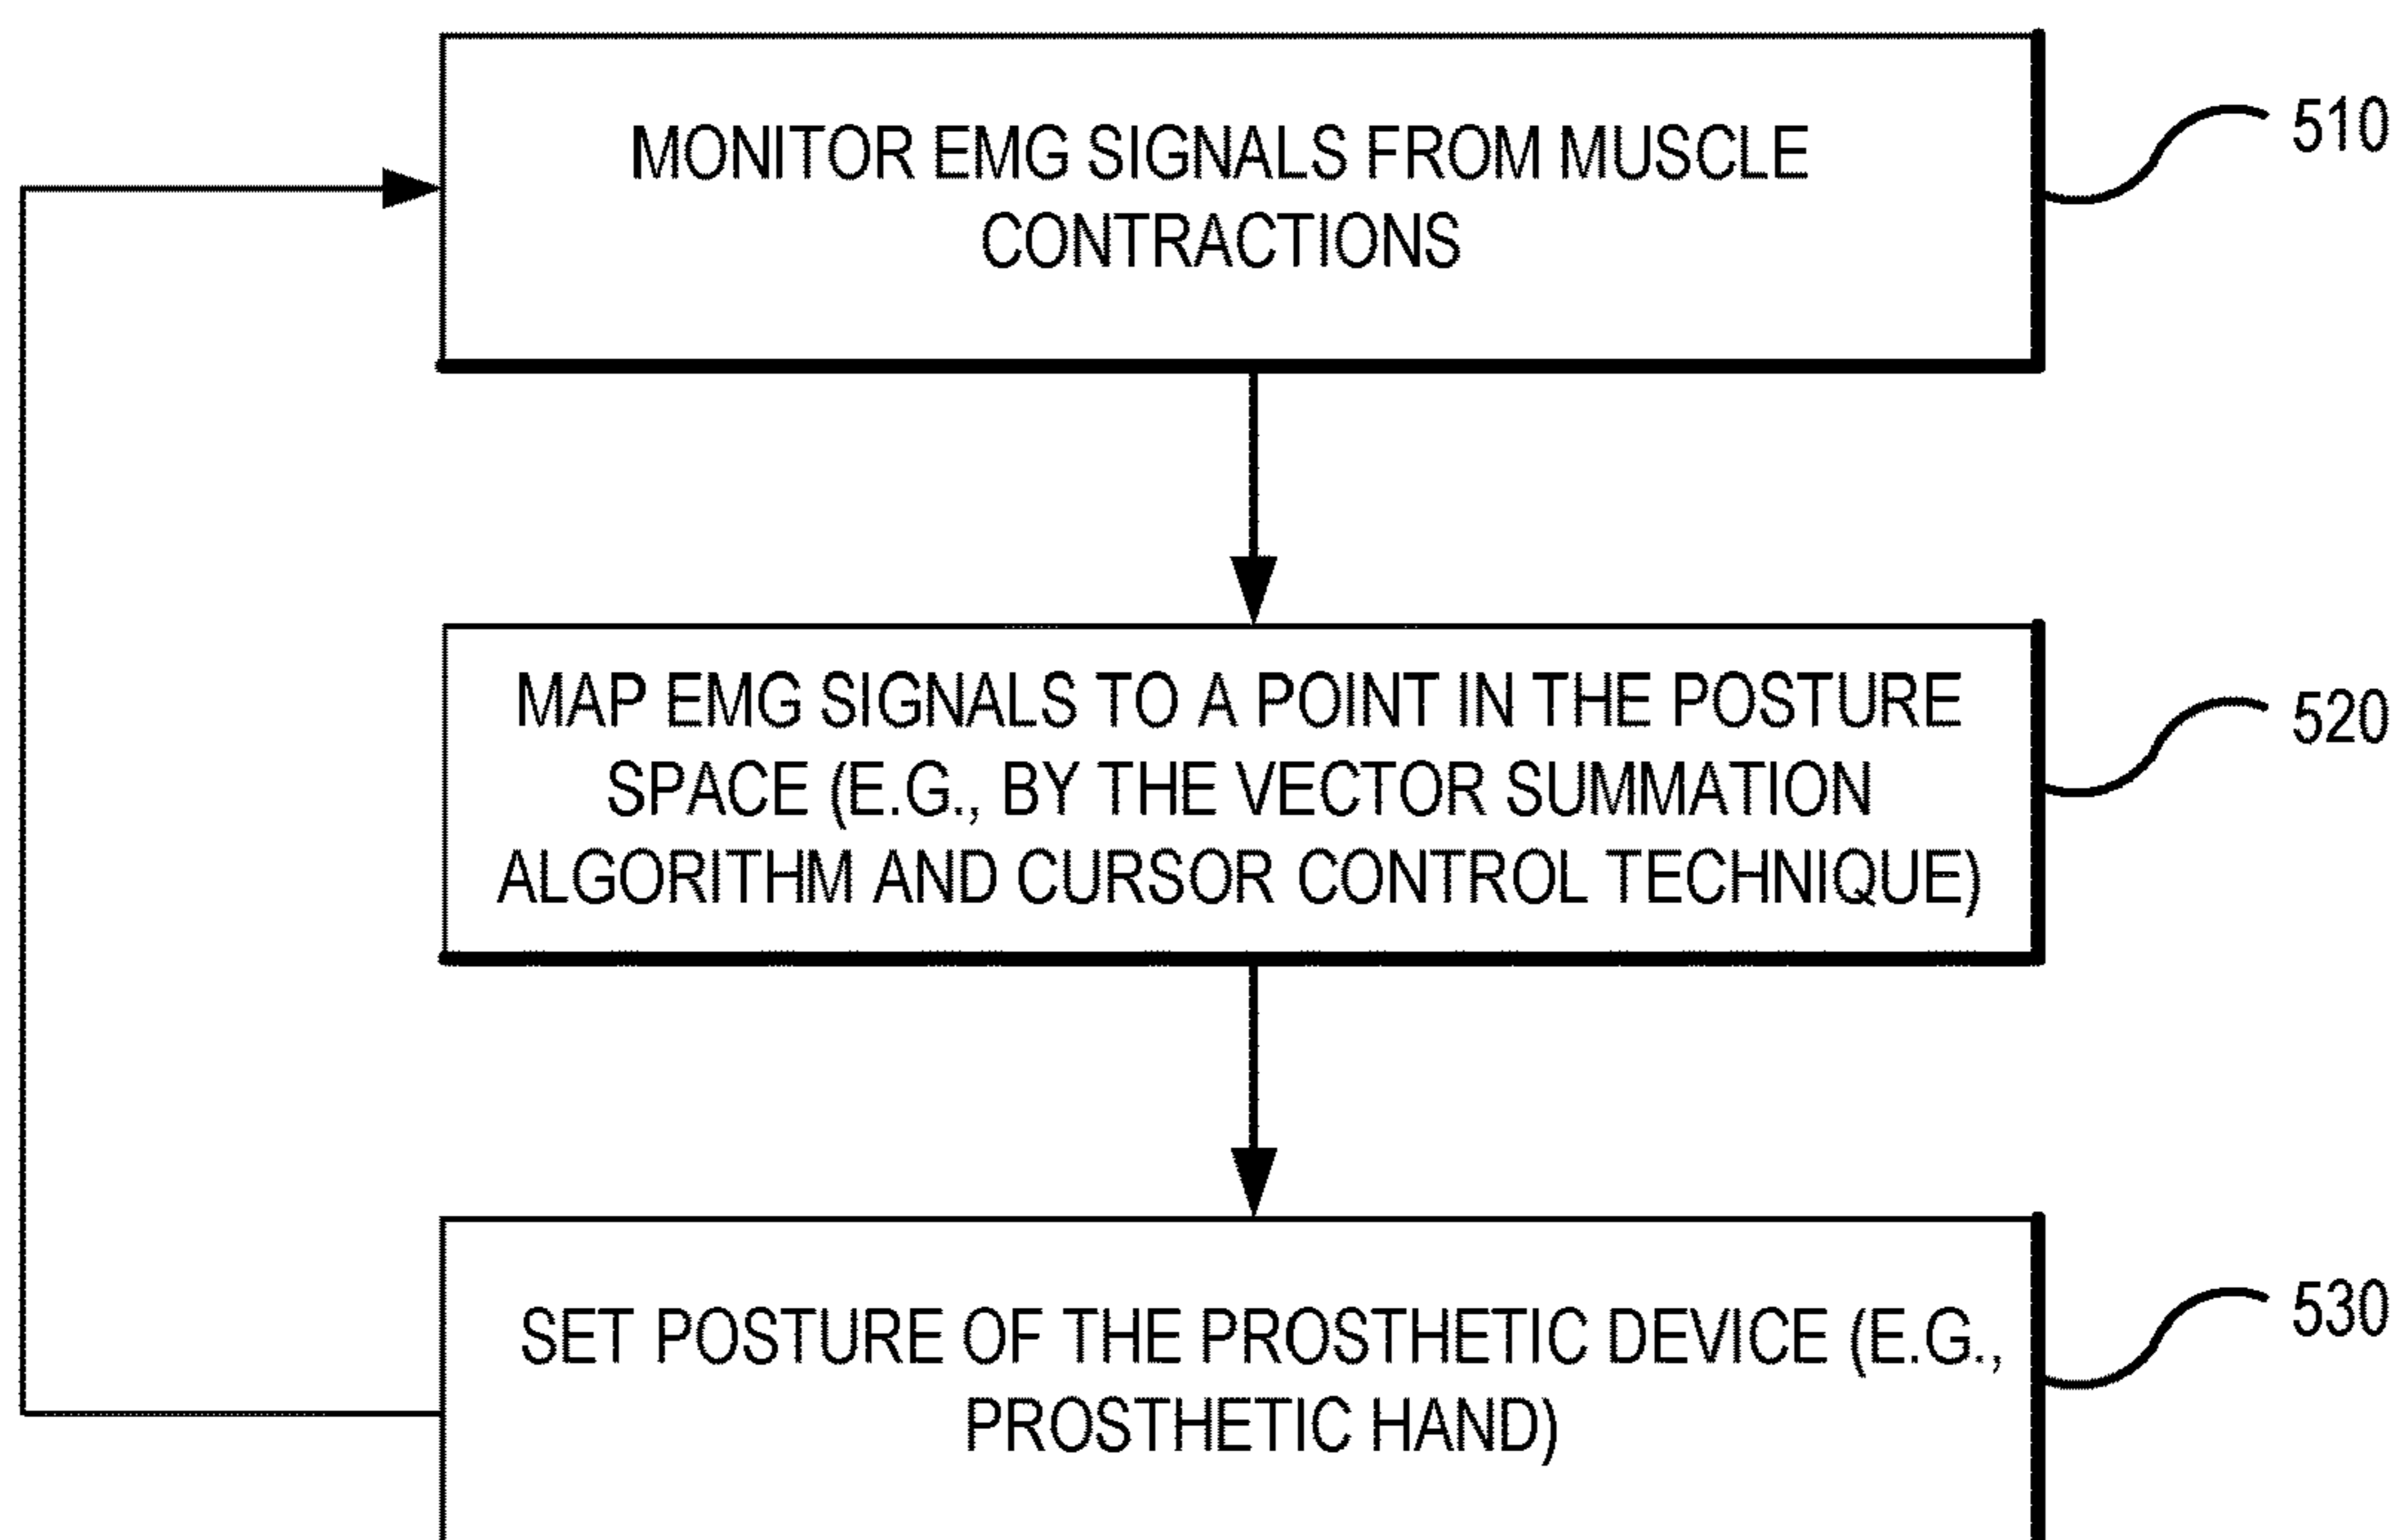 MONITOR EMG SIGNALS FROM MUSCLE
CONTRACTIONS
510
MAP EMG SIGNALS TO A POINT IN THE POSTURE
SPACE (E.G., BY THE VECTOR SUMMATION
ALGORITHM AND CURSOR CONTROL TECHNIQUE)
520
SET POSTURE OF THE PROSTHETIC DEVICE (E.G.,
PROSTHETIC HAND)
530